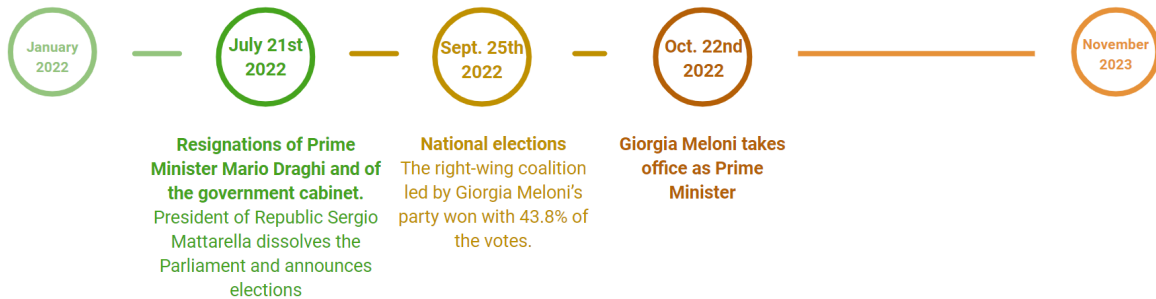 January
2022
July 21st
2022
Sept. 25th
2022
Oct. 22nd
2022
November
2023
Resignations of Prime
Minister Mario Draghi and of
the government cabinet.
President of Republic Sergio
Mattarella dissolves the
Parliament and announces
elections
National elections
The right-wing coalition
led by Giorgia Meloni’s
party won with 43.8% of
the votes.
Giorgia Meloni takes
office as Prime
Minister